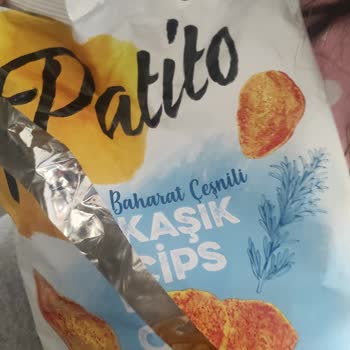 Patito
Baharat Çeşnili
KAŞIK
CİPS